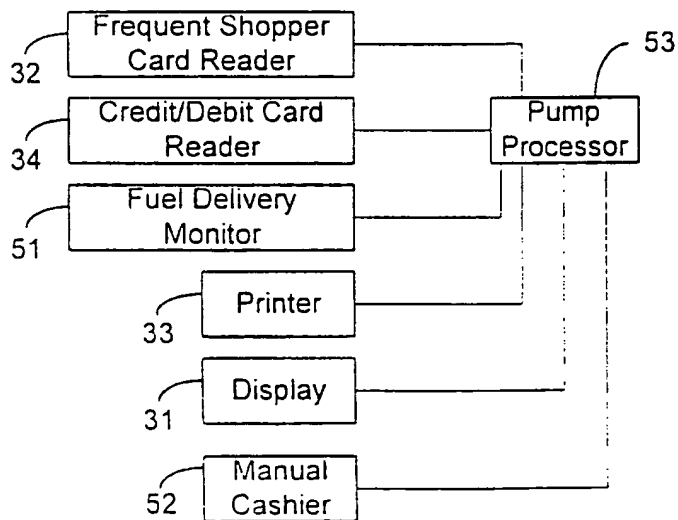 Frequent Shopper
Card Reader
32
53
Credit/Debit Card
Reader
34
Pump
Processor
Fuel Delivery
Monitor
51
Printer
33
Display
31
Manual
Cashier
52